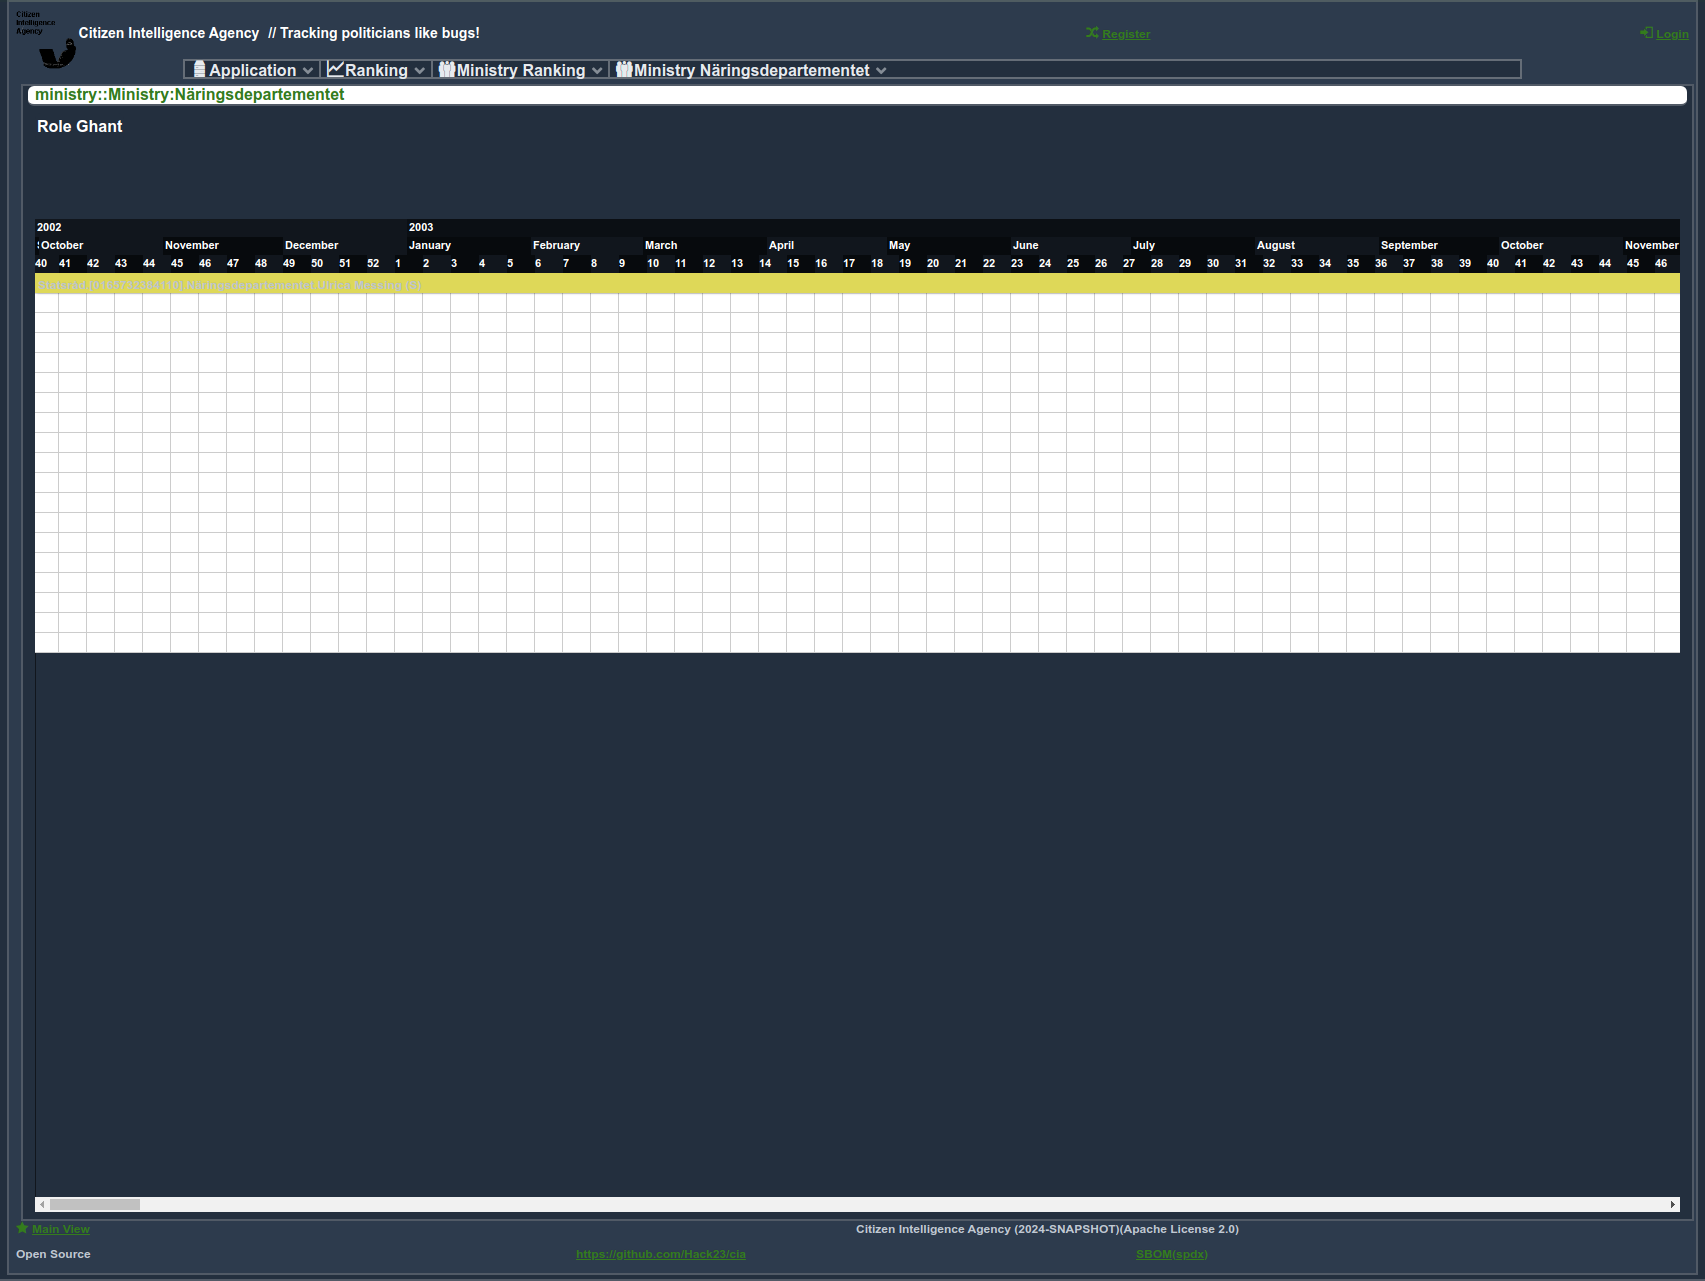 Citizen
Intelligence
Agency
Citizen Intelligence Agency // Tracking politicians like bugs!
Register
Login
Application
Ranking
Ministry Ranking
Ministry Näringsdepartementet
ministry::Ministry:Näringsdepartementet
Role Ghant
2002 2003
October November December January February March April May June July August September October November
40 41 42 43 44 45 46 47 48 49 50 51 52 1 2 3 4 5 6 7 8 9 10 11 12 13 14 15 16 17 18 19 20 21 22 23 24 25 26 27 28 29 30 31 32 33 34 35 36 37 38 39 40 41 42 43 44 45 46
Näringsdepartementet.Ulrica Messing (S)
Main View
Citizen Intelligence Agency (2024-SNAPSHOT)(Apache License 2.0)
Open Source
https://github.com/Hack23/cia
SBOM(spdx)